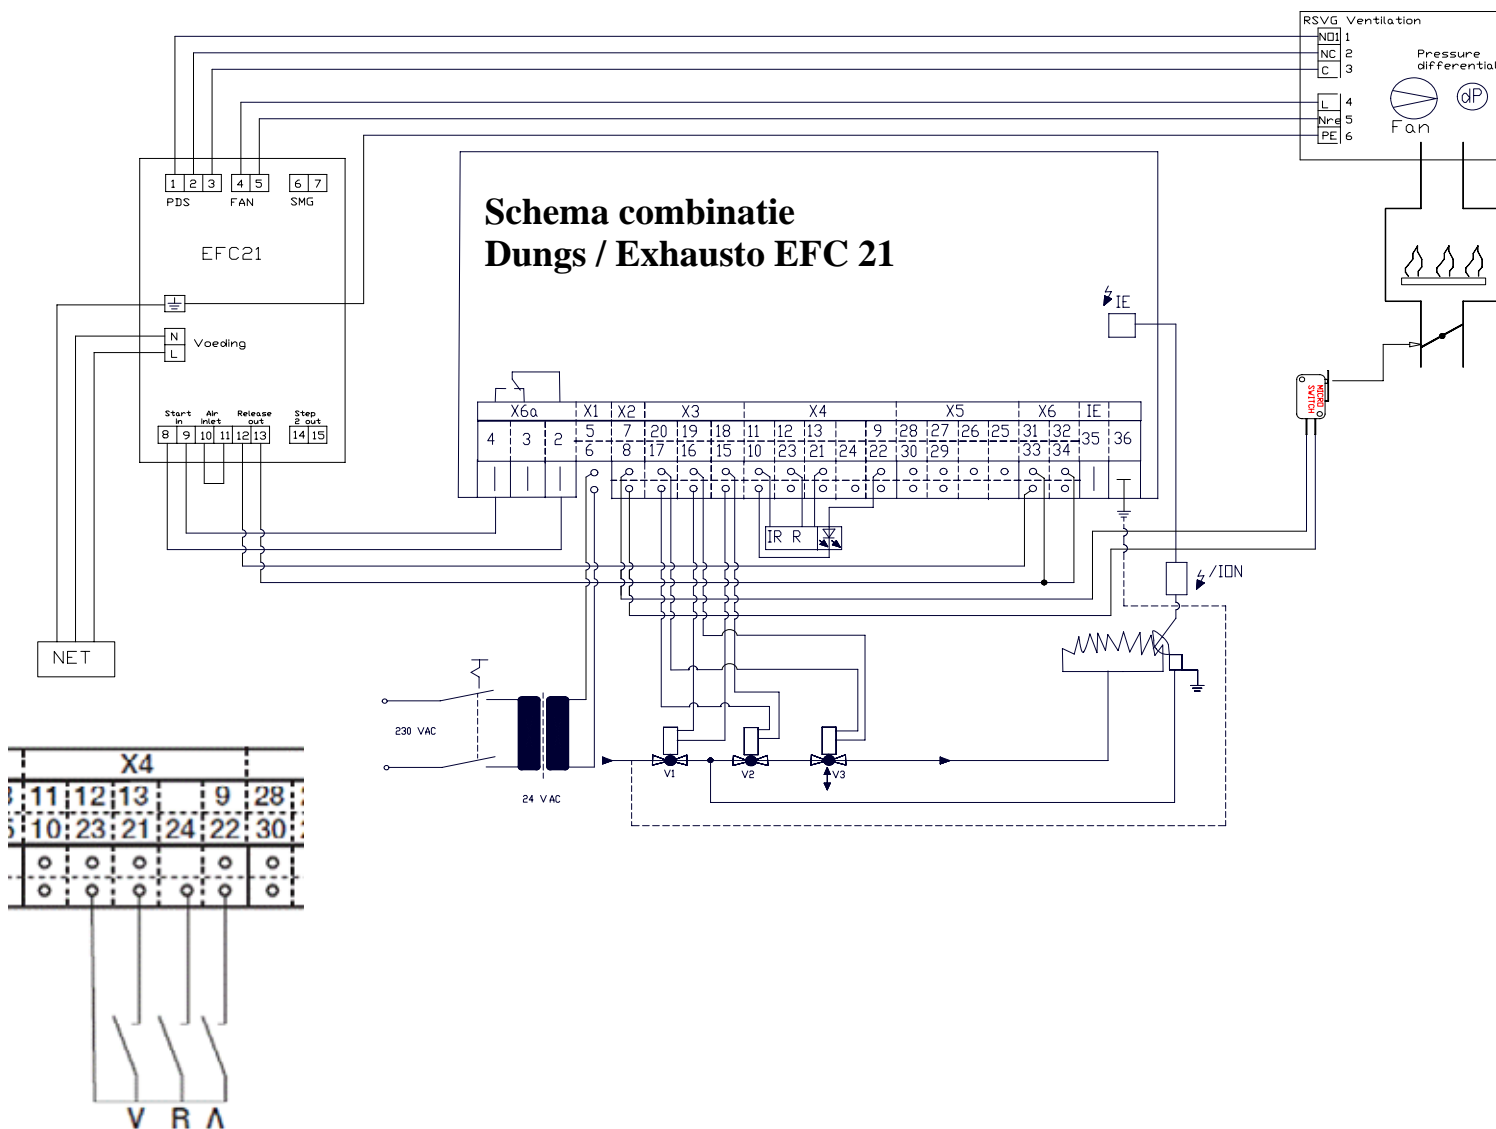 RSVG Ventilation
NO1 1
NC 2
C 3
Pressure
differential
L 4
Nre 5
PE 6
Fan
dP
1 2 3 4 5 6 7
PDS FAN SMG
EFC21
N
L
Voeding
Start In
Air Inlet
Release out
Step 2 out
8 9 10 11 12 13 14 15
NET
Schema combinatie
Dungs / Exhausto EFC 21
IE
X6a X1 X2 X3 X4 X5 X6 IE
4 3 2
5 7 20 19 18 11 12 13 9 28 27 26 25 31 32 35 36
6 8 17 16 15 10 23 21 24 22 30 29 33 34
IR R
MICRO
SWITCH
/ION
230 VAC
24 VAC
V1
V2
V3
X4
11 12 13 9 28
10 23 21 24 22 30
V R Λ